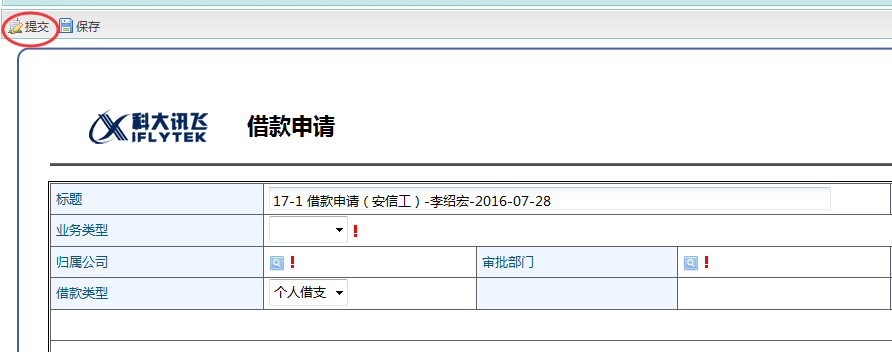 提交 保存
科大讯飞
IFLYTEK
借款申请
标题 17-1 借款申请（安信工）-李绍宏-2016-07-28
业务类型 !
归属公司 ! 审批部门 !
借款类型 个人借支